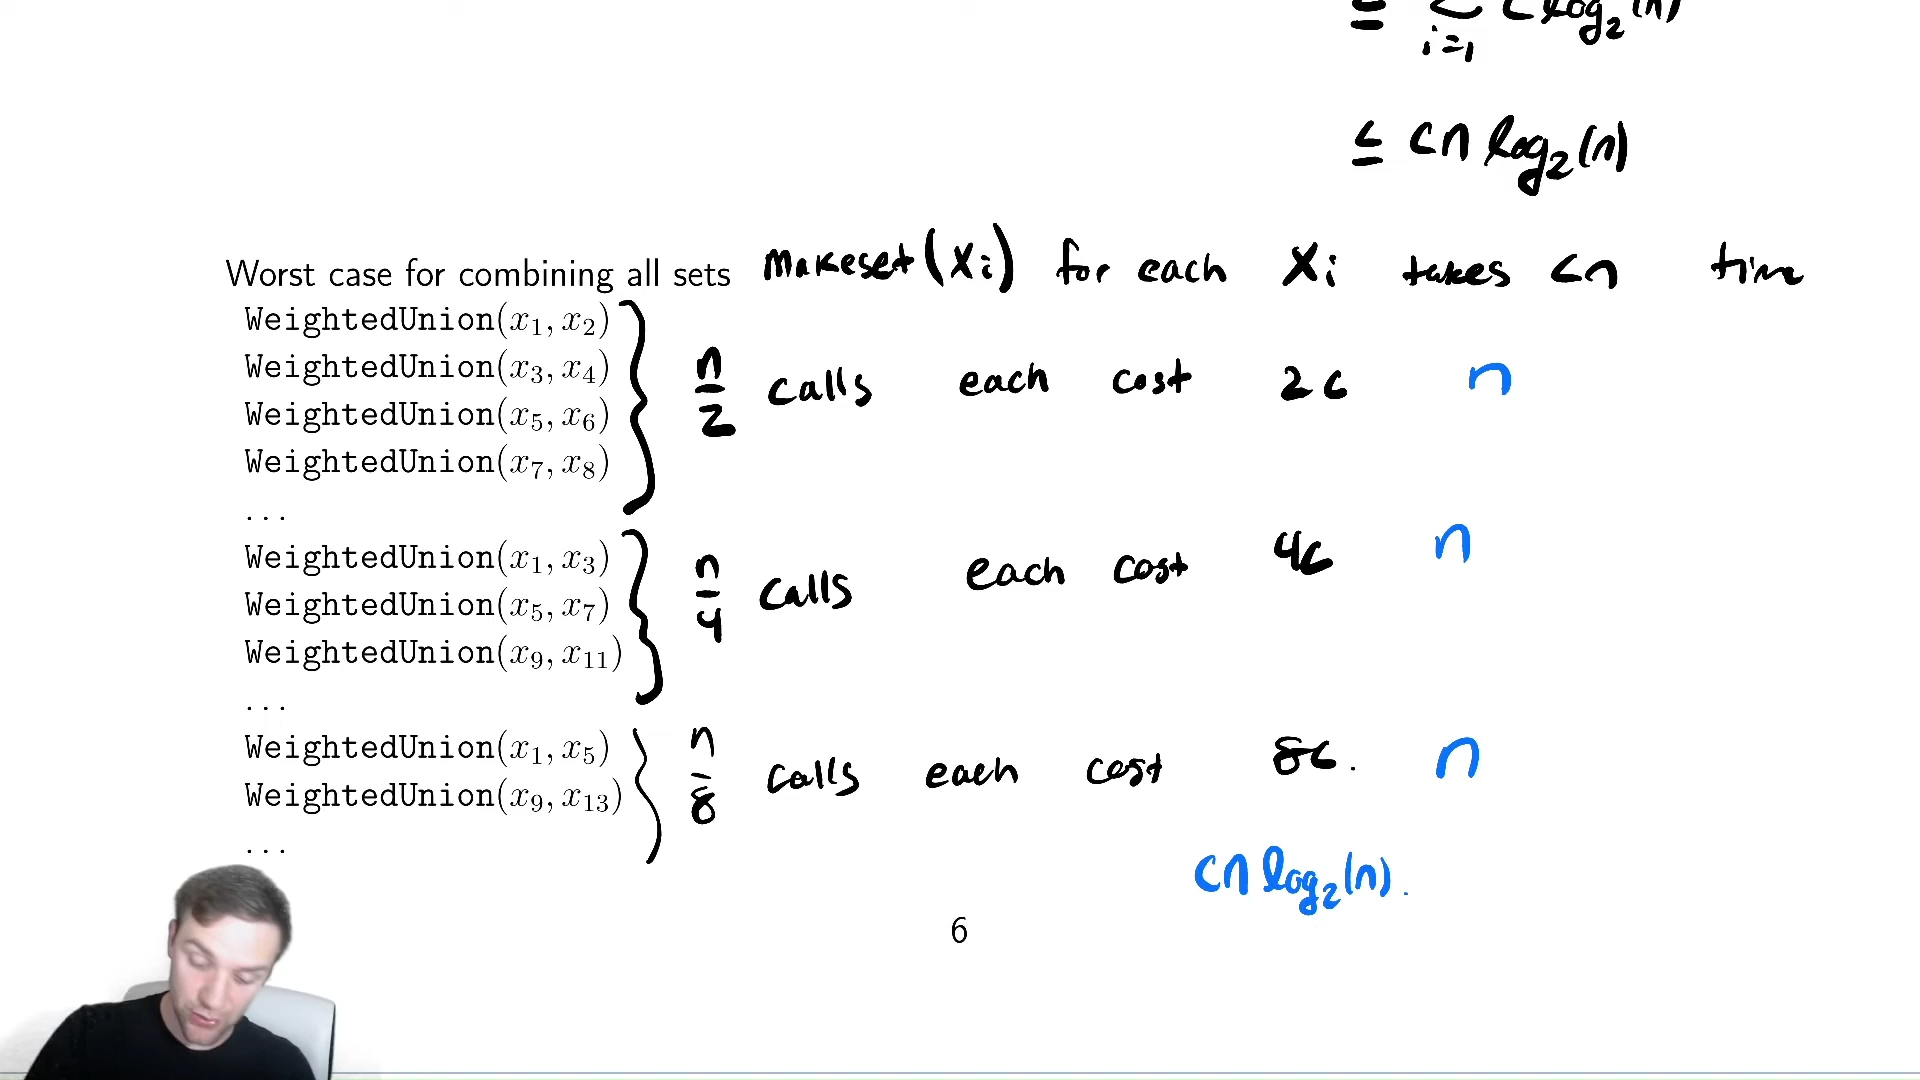 = Σ c log₂(n)
i=1
≤ cn log₂(n)
Worst case for combining all sets makeset(xᵢ) for each xᵢ takes cn time
WeightedUnion(x₁, x₂)
WeightedUnion(x₃, x₄)
n/2 calls each cost 2c n
WeightedUnion(x₅, x₆)
WeightedUnion(x₇, x₈)
...
WeightedUnion(x₁, x₃)
WeightedUnion(x₅, x₇)
n/4 calls each cost 4c n
WeightedUnion(x₉, x₁₁)
...
WeightedUnion(x₁, x₅)
n/8 calls each cost 8c. n
WeightedUnion(x₉, x₁₃)
...
cn log₂(n).
6